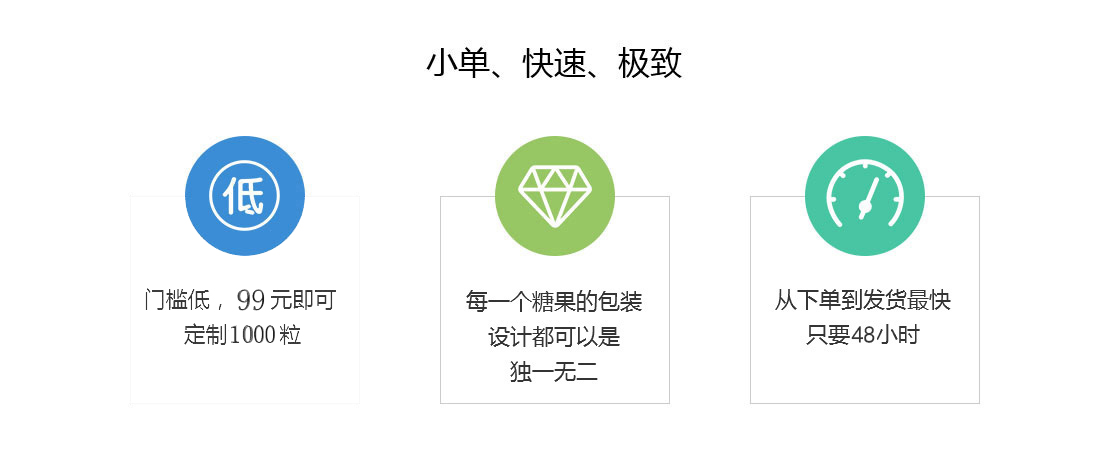 小单、快速、极致
低
门槛低，99元即可
定制1000粒
每一个糖果的包装
设计都可以是
独一无二
从下单到发货最快
只要48小时